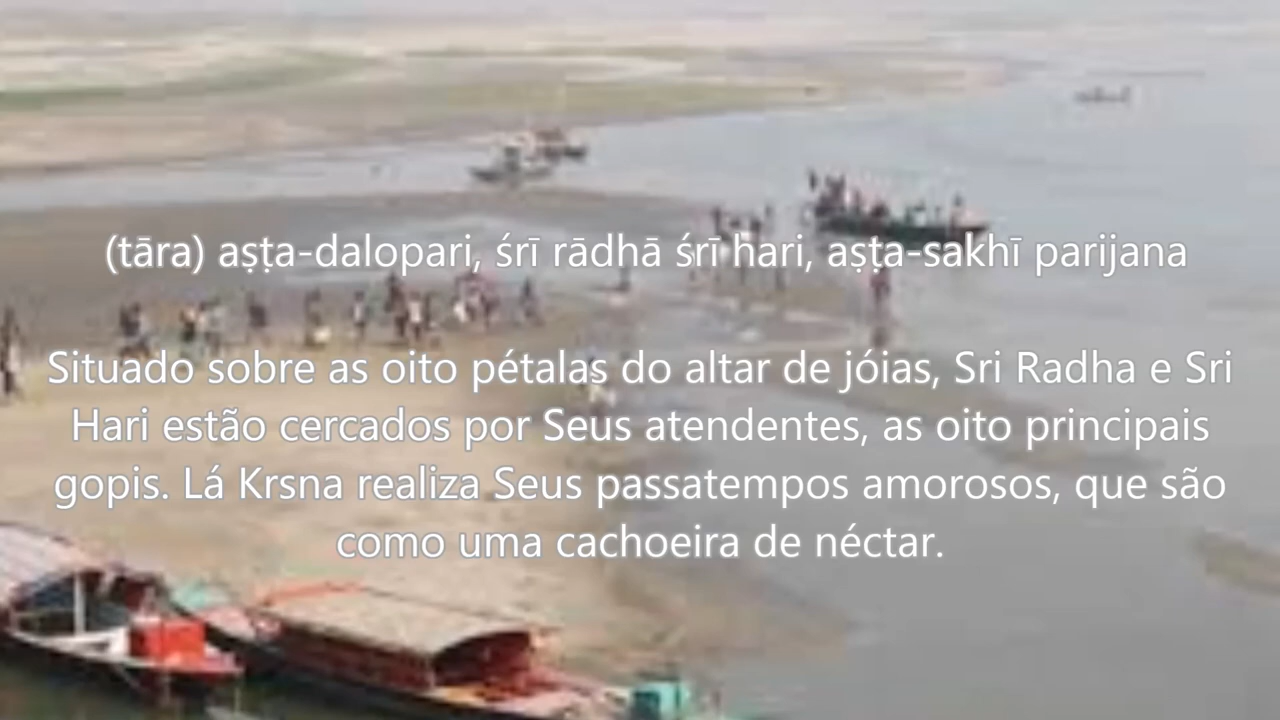 (tāra) aṣṭa-dalopari, śrī rādhā śrī hari, aṣṭa-sakhī parijana
Situado sobre as oito pétalas do altar de jóias, Sri Radha e Sri
Hari estão cercados por Seus atendentes, as oito principais
gopis. Lá Krsna realiza Seus passatempos amorosos, que são
como uma cachoeira de néctar.